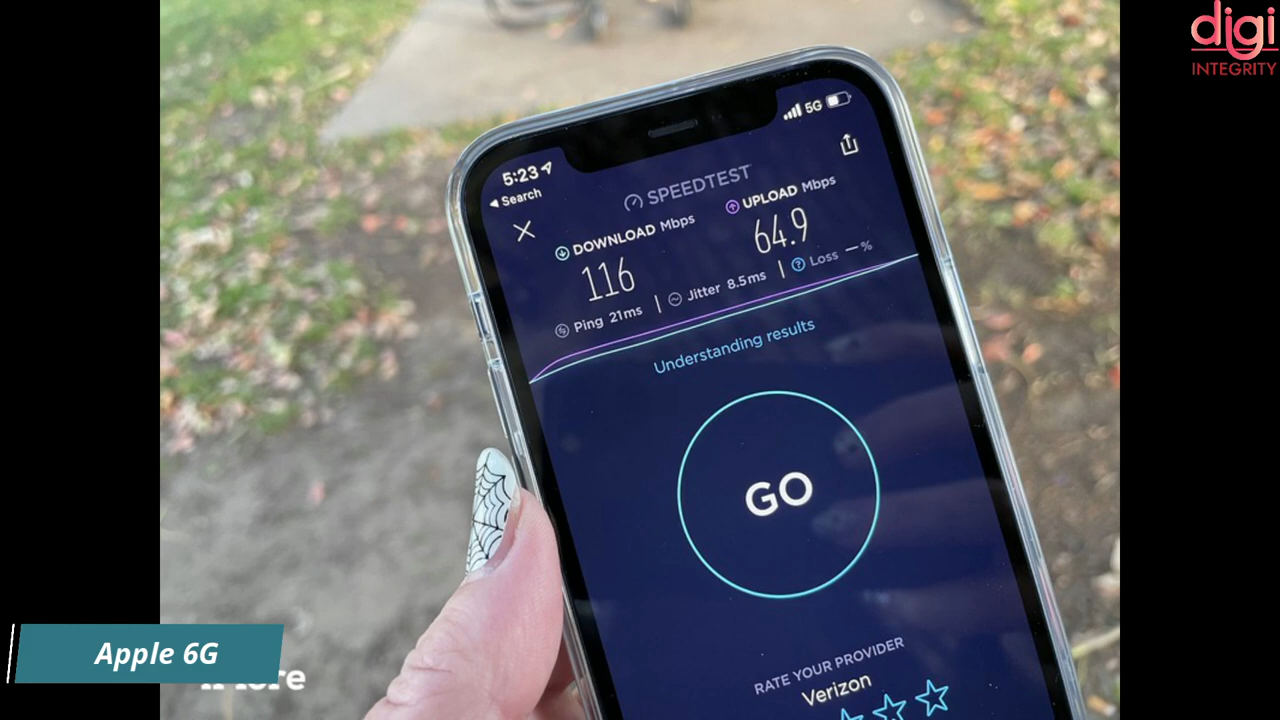 digi
INTEGRITY
5:23
5G
Search
SPEEDTEST
DOWNLOAD Mbps
116
UPLOAD Mbps
64.9
Ping 21ms
Jitter 8.5ms
Loss —%
Understanding results
GO
RATE YOUR PROVIDER
Verizon
Apple 6G